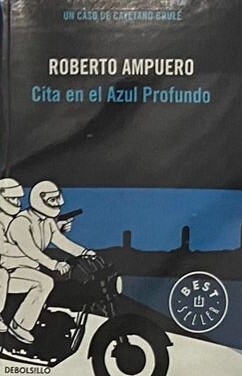 UN CASO DE CAYETANO BRULÉ
ROBERTO AMPUERO
Cita en el Azul Profundo
BEST
SELLER
DEBOLSILLO